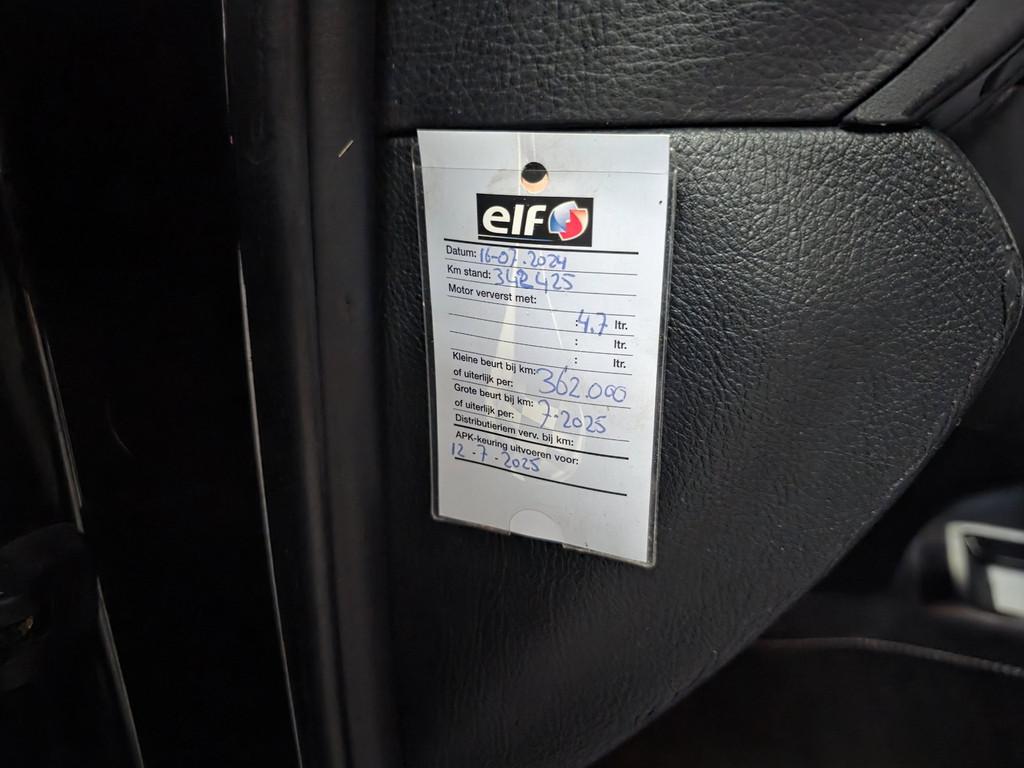 elf
Datum: 16-07-2024
Km stand: 342425
Motor ververst met:
: 4.7 ltr.
: ltr.
: ltr.
Kleine beurt bij km: 362.000
of uiterlijk per:
Grote beurt bij km:
of uiterlijk per: 7-2025
Distributieriem verv. bij km:
APK-keuring uitvoeren voor:
12-7-2025